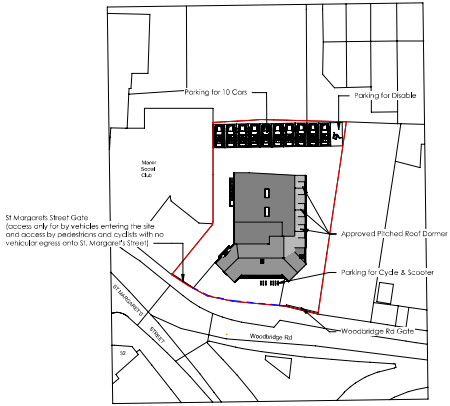 Parking for 10 Cars
Parking for Disable
Manor
Social
Club
St Margarets Street Gate
(access only for by vehicles entering the site
and access by pedestrians and cyclists with no
vehicular egress onto St. Margaret's Street)
Approved Pitched Roof Dormer
Parking for Cycle & Scooter
ST MARGARET'S
STREET
Woodbridge Rd Gate
Woodbridge Rd
52